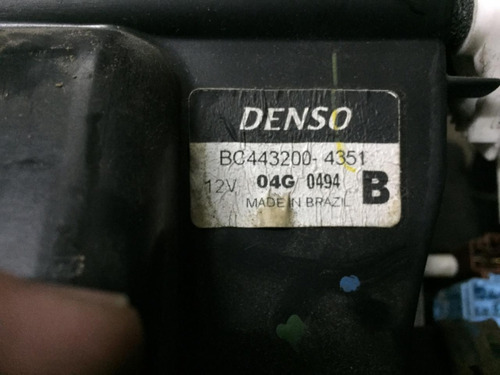 DENSO
BC443200-4351
12V 04G 0494 B
MADE IN BRAZIL